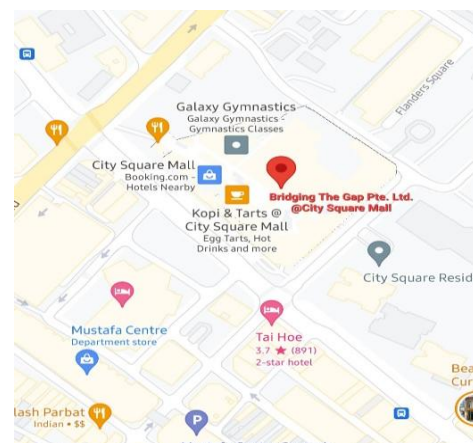 Flanders Square
Galaxy Gymnastics
Galaxy Gymnastics -
Gymnastics Classes
City Square Mall
Booking.com -
Hotels Nearby
Bridging The Gap Pte. Ltd.
@City Square Mall
Kopi & Tarts @
City Square Mall
Egg Tarts, Hot
Drinks and more
City Square Resid
Mustafa Centre
Department store
Tai Hoe
3.7 ★ (891)
2-star hotel
Bea
Cur
lash Parbat
Indian • $$
P